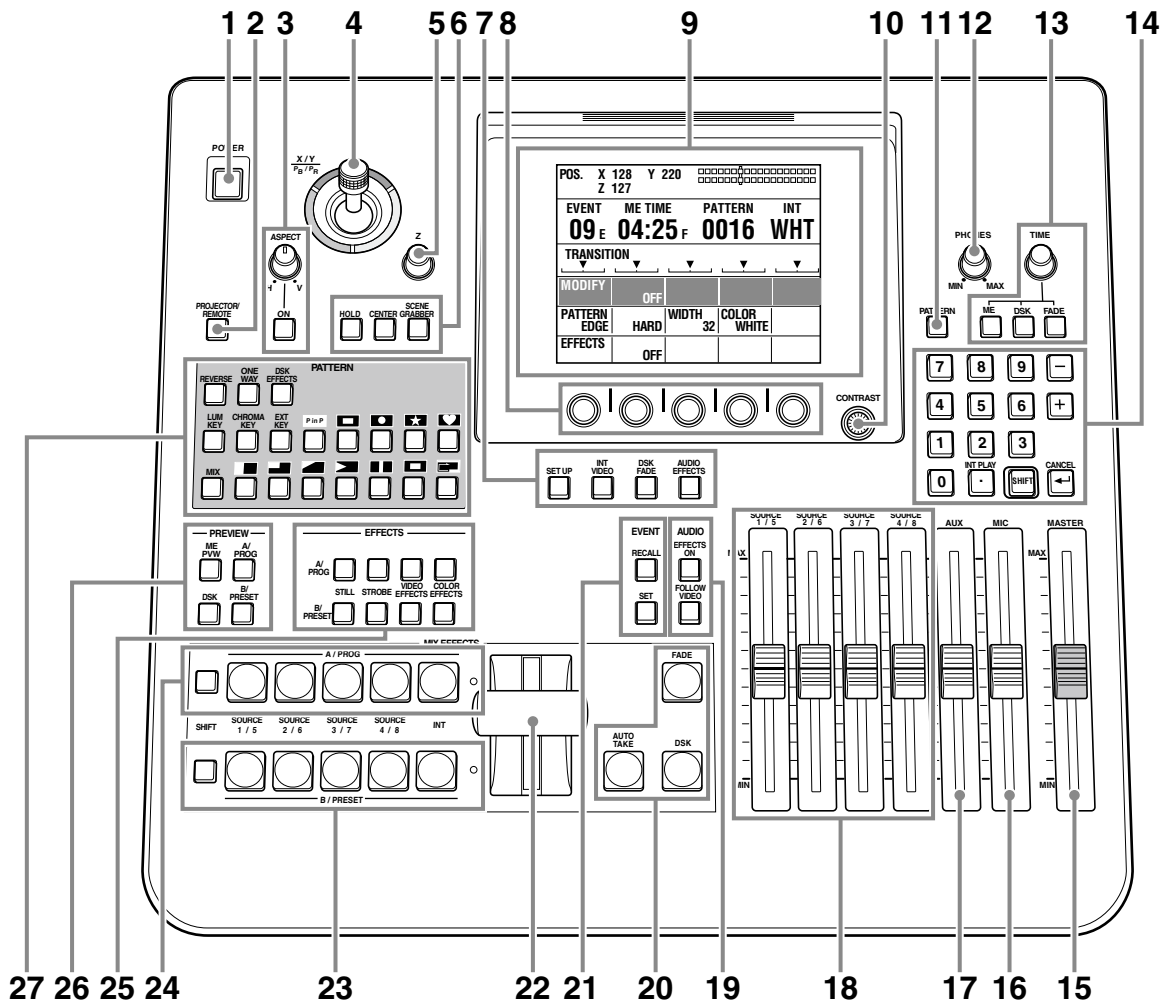 1 2 3 4 5 6 7 8 9 10 11 12 13 14
POWER
X / Y
PB / PR
Z
ASPECT
H V
ON
PROJECTOR/
REMOTE
HOLD CENTER SCENE
GRABBER
POS. X 128 Y 220
Z 127
EVENT ME TIME PATTERN INT
09 E 04:25 F 0016 WHT
TRANSITION
MODIFY
OFF
PATTERN
EDGE HARD WIDTH
32 COLOR
WHITE
EFFECTS
OFF
CONTRAST
PHONES
MIN MAX
TIME
PATTERN
ME DSK FADE
7 8 9 −
4 5 6 +
1 2 3
INT PLAY CANCEL
0 . SHIFT
PATTERN
REVERSE ONE
WAY DSK
EFFECTS
LUM
KEY CHROMA
KEY EXT
KEY P in P
MIX
SET UP INT
VIDEO DSK
FADE AUDIO
EFFECTS
PREVIEW
ME
PVW A/
PROG
DSK B/
PRESET
EFFECTS
A/
PROG
STILL STROBE VIDEO
EFFECTS COLOR
EFFECTS
B/
PRESET
EVENT
RECALL
SET
AUDIO
EFFECTS
ON
FOLLOW
VIDEO
SOURCE
1 / 5 SOURCE
2 / 6 SOURCE
3 / 7 SOURCE
4 / 8 AUX MIC MASTER
MAX MAX
MIN MIN
MIX EFFECTS
A / PROG
SHIFT SOURCE
1 / 5 SOURCE
2 / 6 SOURCE
3 / 7 SOURCE
4 / 8 INT
B / PRESET
FADE
AUTO
TAKE DSK
27 26 25 24 23 22 21 20 19 18 17 16 15